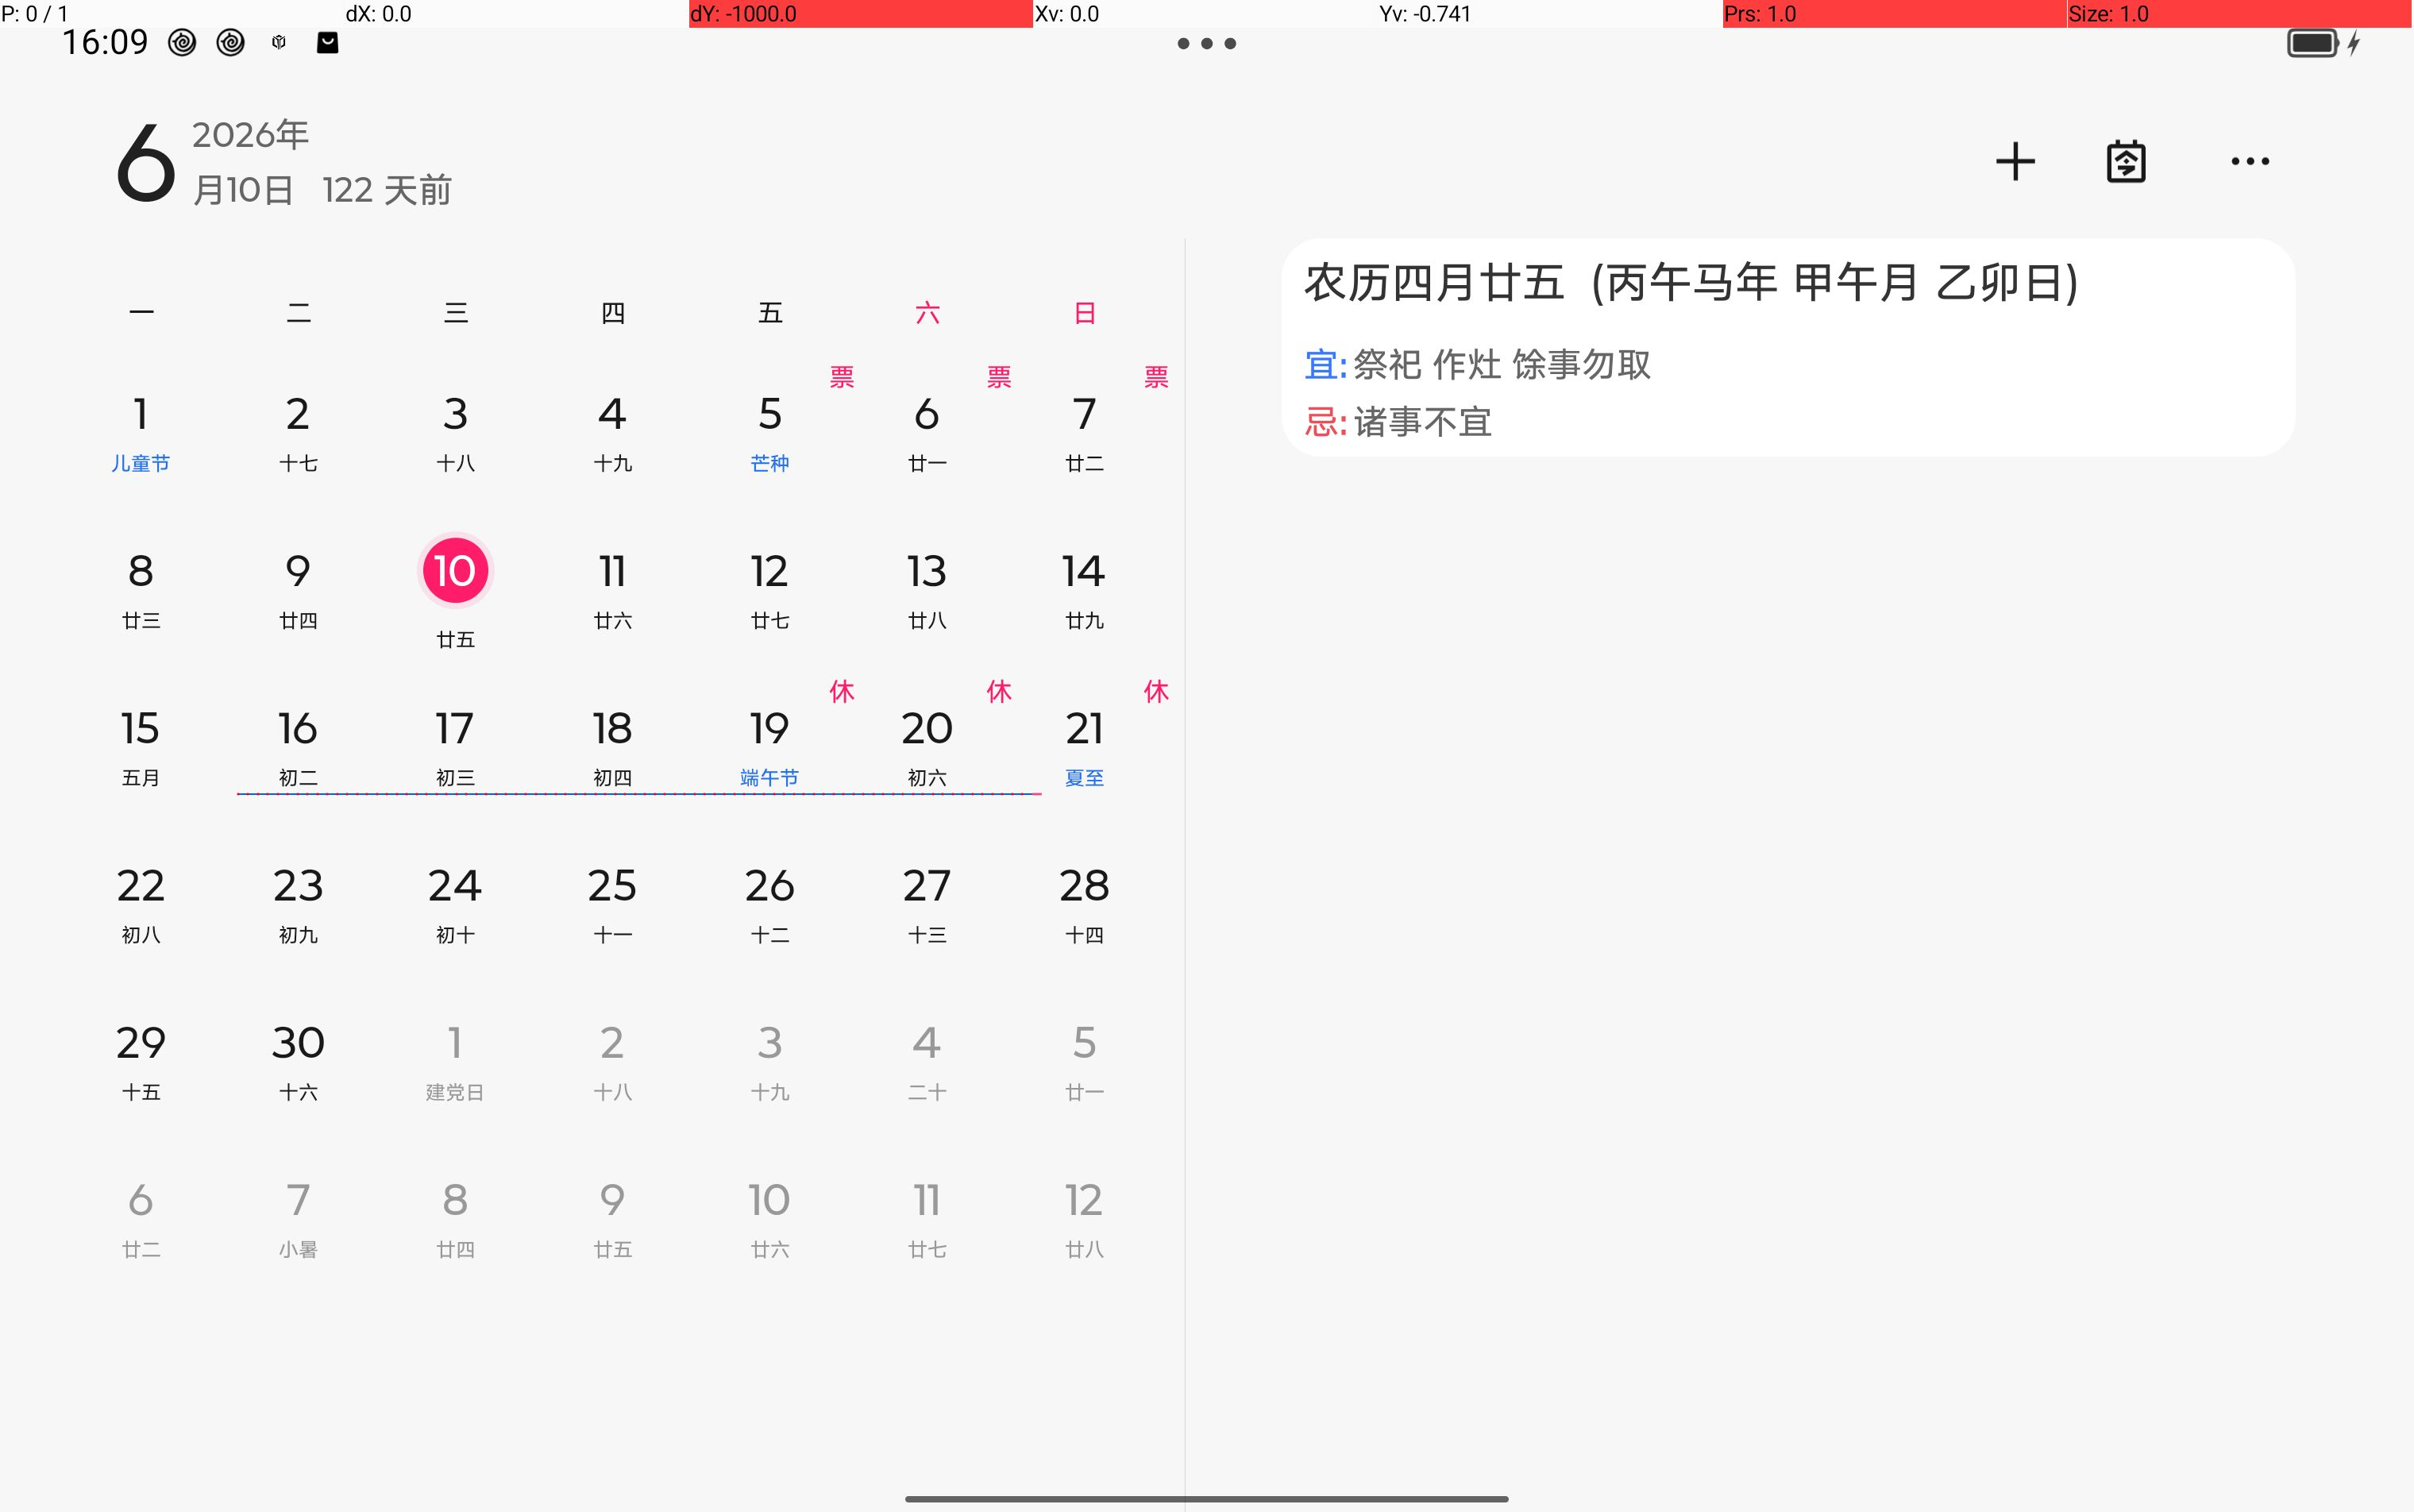 P: 0 / 1 dX: 0.0 dY: -1000.0 Xv: 0.0 Yv: -0.741 Prs: 1.0 Size: 1.0
16:09
6 2026年
月10日 122 天前
一 二 三 四 五 六 日
票 票 票
1 2 3 4 5 6 7
儿童节 十七 十八 十九 芒种 廿一 廿二
8 9 10 11 12 13 14
廿三 廿四 廿五 廿六 廿七 廿八 廿九
休 休 休
15 16 17 18 19 20 21
五月 初二 初三 初四 端午节 初六 夏至
22 23 24 25 26 27 28
初八 初九 初十 十一 十二 十三 十四
29 30 1 2 3 4 5
十五 十六 建党日 十八 十九 二十 廿一
6 7 8 9 10 11 12
廿二 小暑 廿四 廿五 廿六 廿七 廿八
今
农历四月廿五 (丙午马年 甲午月 乙卯日)
宜: 祭祀 作灶 馀事勿取
忌: 诸事不宜